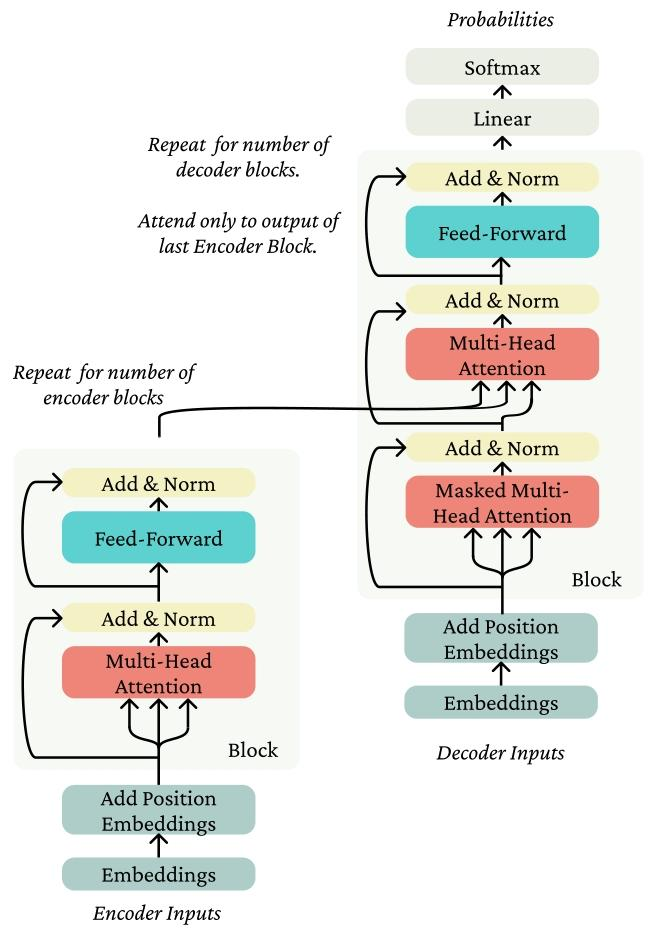 Probabilities
Softmax
Linear
Repeat for number of
decoder blocks.
Attend only to output of
last Encoder Block.
Add & Norm
Feed-Forward
Add & Norm
Multi-Head
Attention
Add & Norm
Masked Multi-
Head Attention
Block
Add Position
Embeddings
Embeddings
Decoder Inputs
Repeat for number of
encoder blocks
Add & Norm
Feed-Forward
Add & Norm
Multi-Head
Attention
Block
Add Position
Embeddings
Embeddings
Encoder Inputs